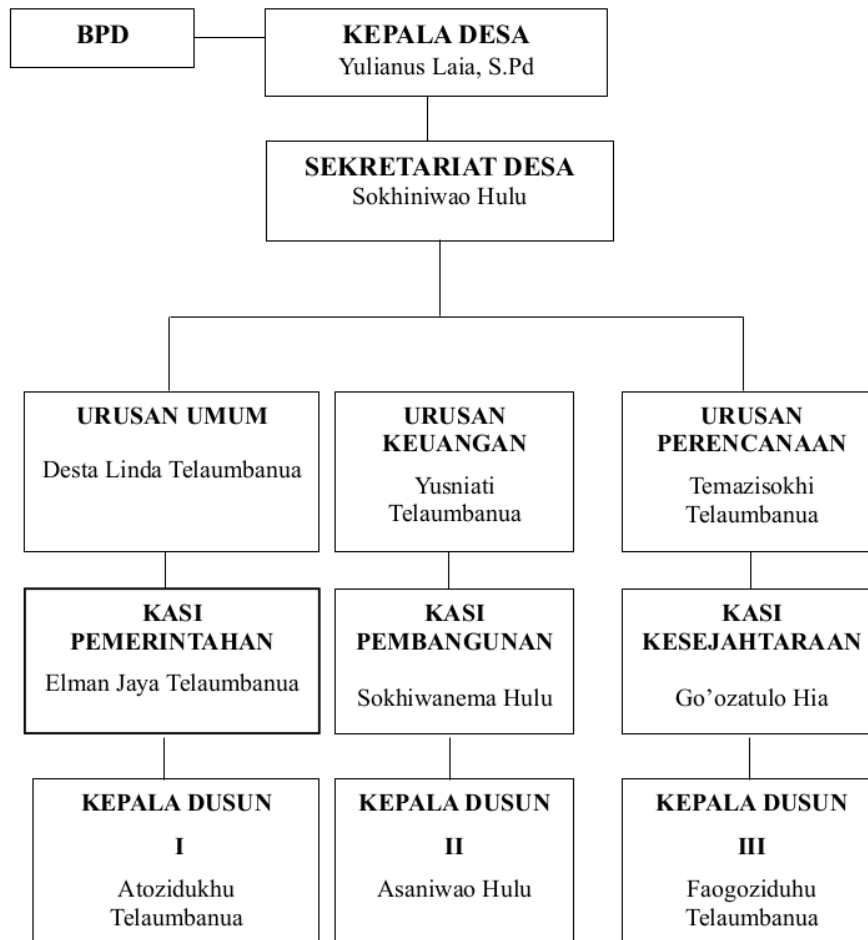 BPD
KEPALA DESA
Yulianus Laia, S.Pd
SEKRETARIAT DESA
Sokhiniwao Hulu
URUSAN UMUM
Desta Linda Telaumbanua
URUSAN
KEUANGAN
Yusniati
Telaumbanua
URUSAN
PERENCANAAN
Temazisokhi
Telaumbanua
KASI
PEMERINTAHAN
Elman Jaya Telaumbanua
KASI
PEMBANGUNAN
Sokhiwanema Hulu
KASI
KESEJAHTARAAN
Go’ozatulo Hia
KEPALA DUSUN
I
Atozidukhu
Telaumbanua
KEPALA DUSUN
II
Asaniwao Hulu
KEPALA DUSUN
III
Faogoziduhu
Telaumbanua